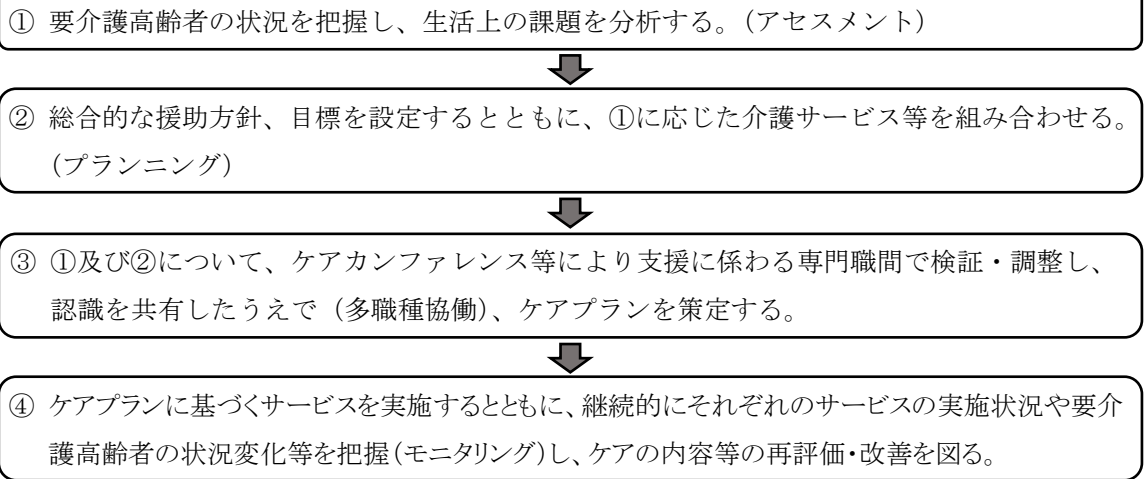 ① 要介護高齢者の状況を把握し、生活上の課題を分析する。(アセスメント)
② 総合的な援助方針、目標を設定するとともに、①に応じた介護サービス等を組み合わせる。
(プランニング)
③ ①及び②について、ケアカンファレンス等により支援に係わる専門職間で検証・調整し、
認識を共有したうえで(多職種協働)、ケアプランを策定する。
④ ケアプランに基づくサービスを実施するとともに、継続的にそれぞれのサービスの実施状況や要介
護高齢者の状況変化等を把握(モニタリング)し、ケアの内容等の再評価・改善を図る。